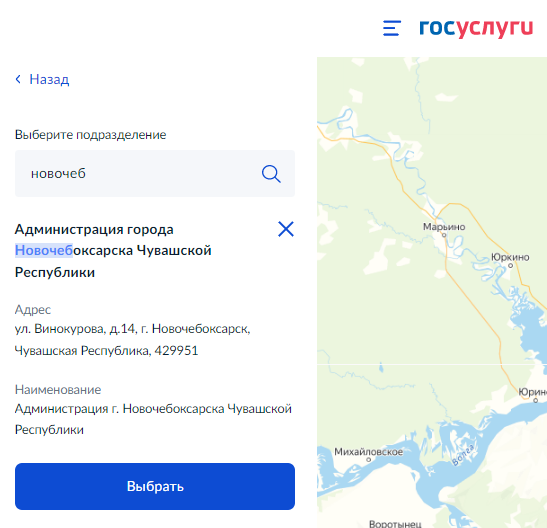 госуслуги
Назад
Выберите подразделение
новочеб
Администрация города
Новочебоксарска Чувашской
Республики
Адрес
ул. Винокурова, д.14, г. Новочебоксарск,
Чувашская Республика, 429951
Наименование
Администрация г. Новочебоксарска Чувашской
Республики
Выбрать
Марьино
Юркино
Юрино
Михайловское
Волга
Воротынец